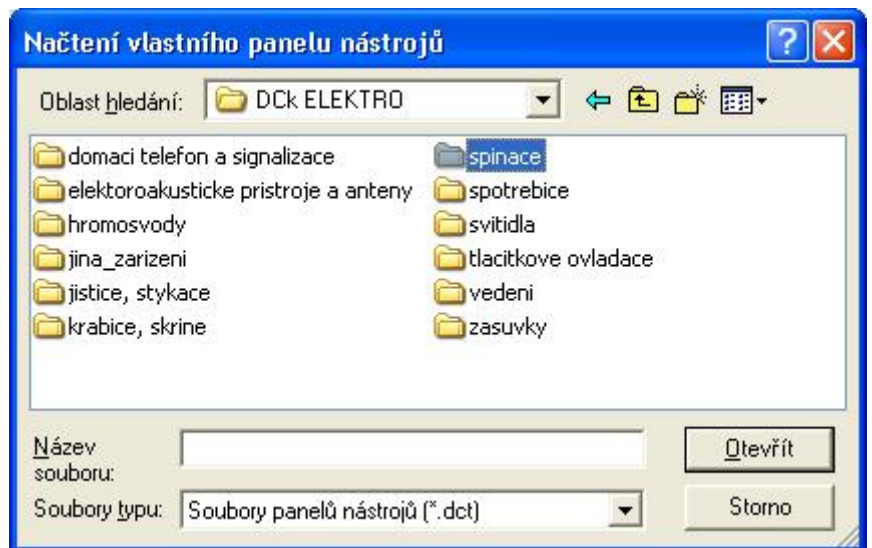 Načtení vlastního panelu nástrojů
Oblast hledání: DCk ELEKTRO
domaci telefon a signalizace
elektoroakusticke pristroje a anteny
hromosvody
jina_zarizeni
jistice, stykace
krabice, skrine
spinace
spotrebice
svitidla
tlacitkove ovladace
vedeni
zasuvky
Název
souboru:
Otevřít
Soubory typu: Soubory panelů nástrojů (*.dct)
Storno